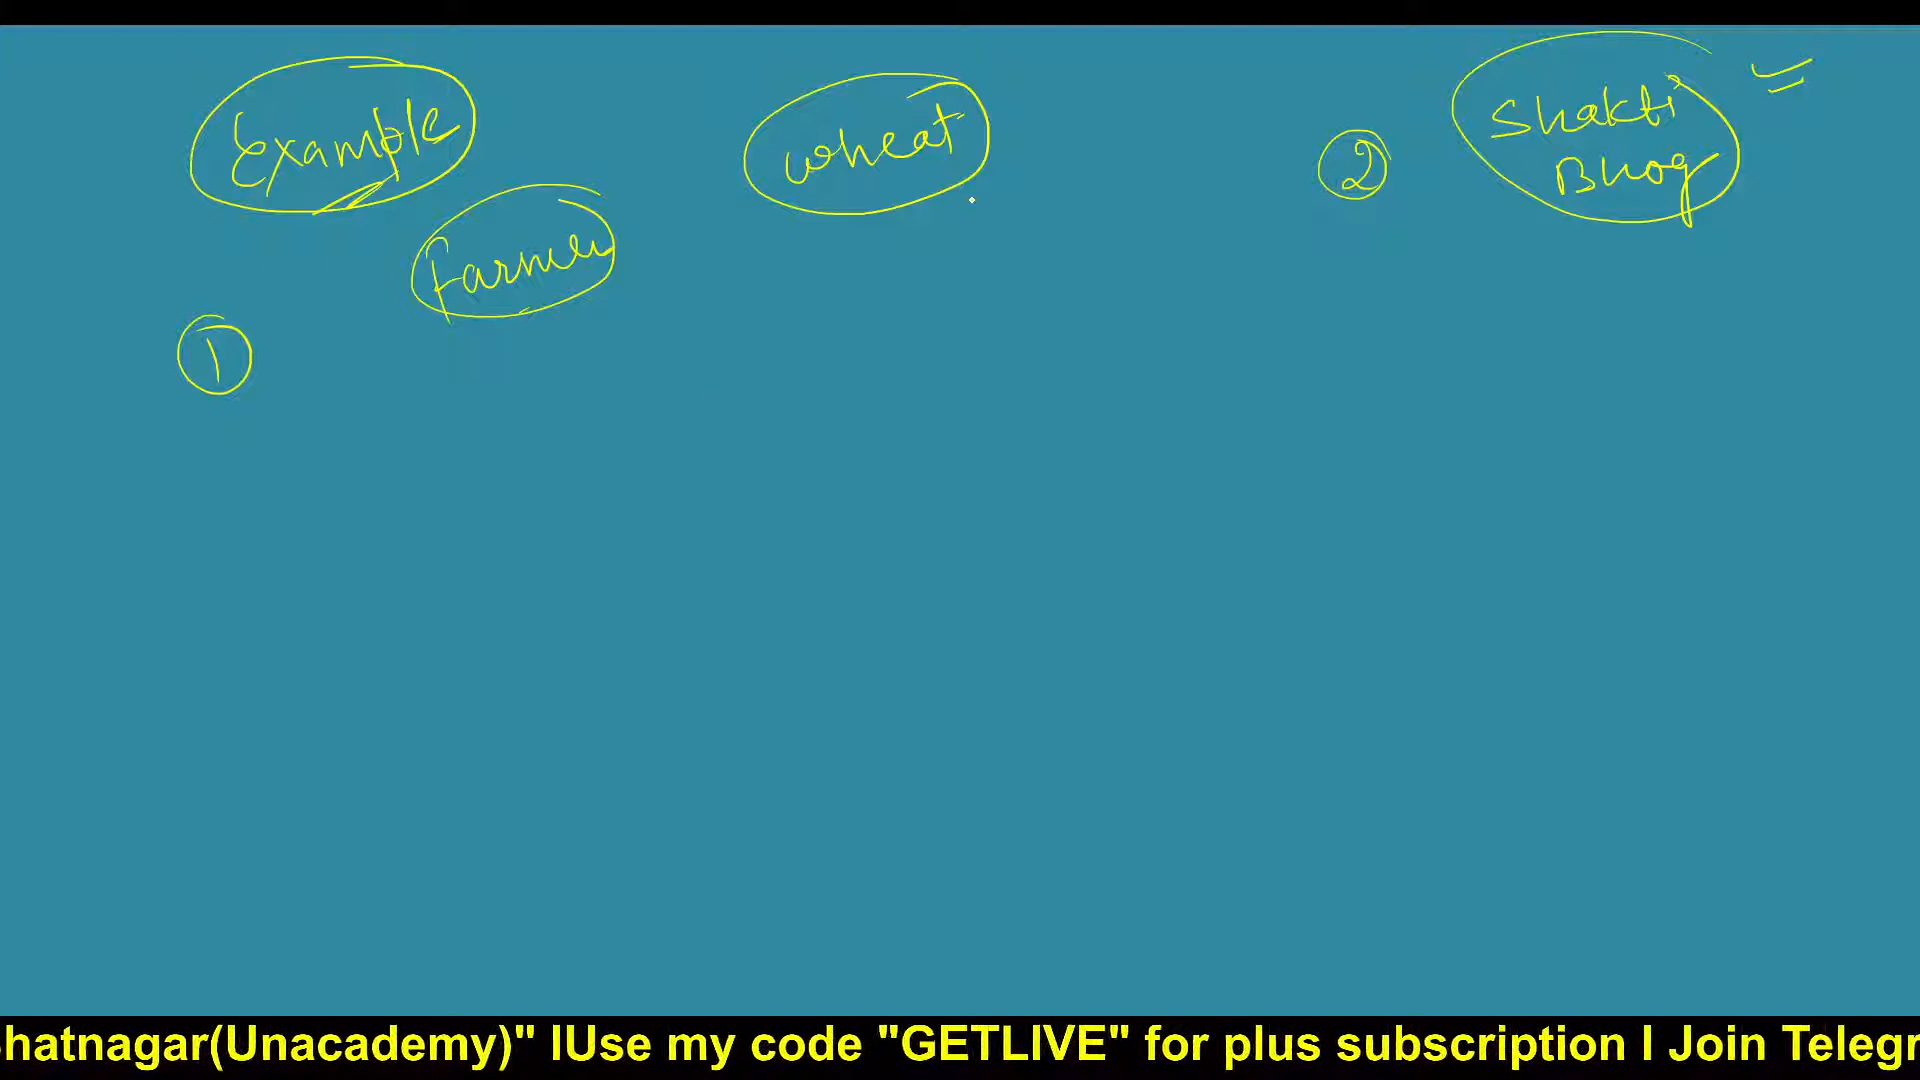 Example
wheat
2
Shakti
Bhog
farmer
1
hatnagar(Unacademy)" lUse my code "GETLIVE" for plus subscription I Join Telegr